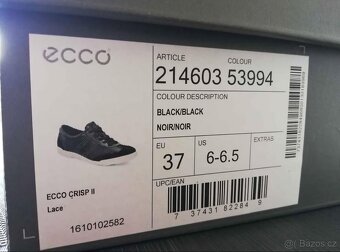 ecco
ARTICLE COLOUR
214603 53994
COLOUR DESCRIPTION
BLACK/BLACK
NOIR/NOIR
EU US EXTRAS
37 6-6.5
UPC/EAN
7 37431 82284 9
ECCO CRISP II
Lace
1610102582
Sbazar.cz